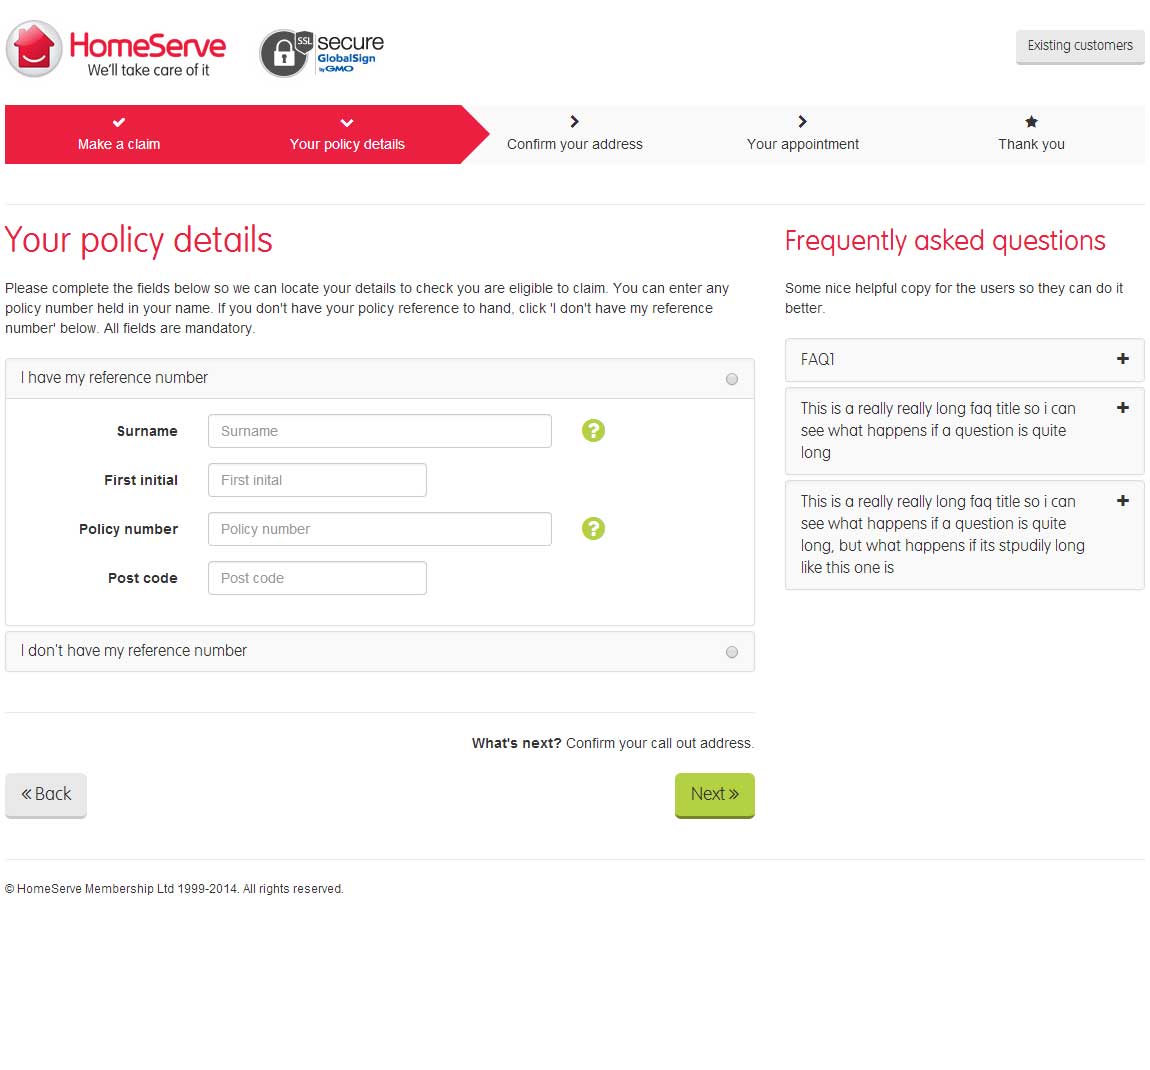 HomeServe
We'll take care of it
SSL
secure
GlobalSign
by GMO
Existing customers
Make a claim
Your policy details
Confirm your address
Your appointment
Thank you
Your policy details
Please complete the fields below so we can locate your details to check you are eligible to claim. You can enter any
policy number held in your name. If you don't have your policy reference to hand, click 'I don't have my reference
number' below. All fields are mandatory.
I have my reference number
Surname Surname ?
First initial First inital
Policy number Policy number ?
Post code Post code
I don't have my reference number
What's next? Confirm your call out address.
« Back
Next »
Frequently asked questions
Some nice helpful copy for the users so they can do it
better.
FAQ1 +
This is a really really long faq title so i can +
see what happens if a question is quite
long
This is a really really long faq title so i can +
see what happens if a question is quite
long, but what happens if its stpudily long
like this one is
© HomeServe Membership Ltd 1999-2014. All rights reserved.